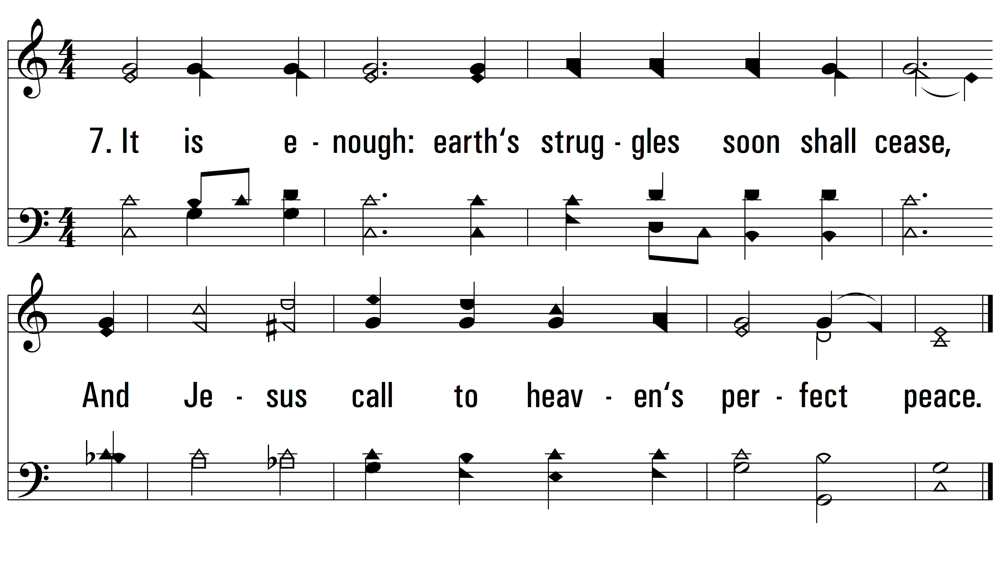 7. It is e - nough: earth‘s strug - gles soon shall cease,
And Je - sus call to heav - en‘s per - fect peace.